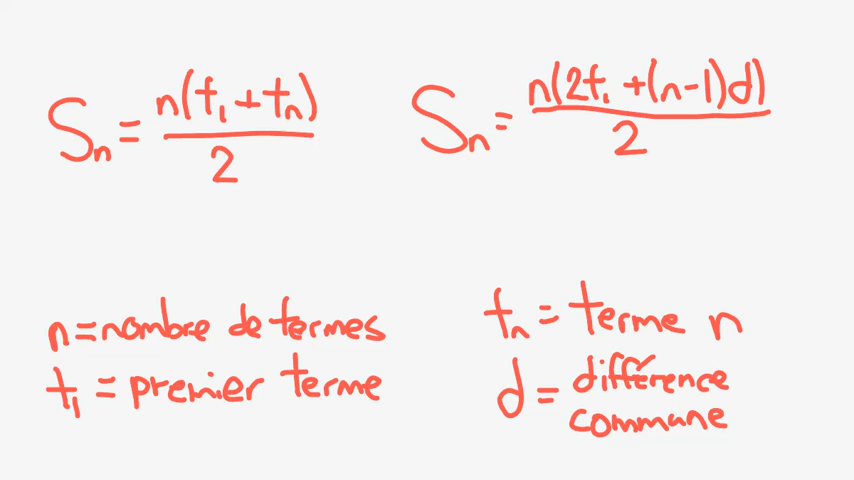 Sₙ = n(t₁ + tₙ) / 2
Sₙ = n(2t₁ + (n-1)d) / 2
n = nombre de termes
t₁ = premier terme
tₙ = terme n
d = différence
commune